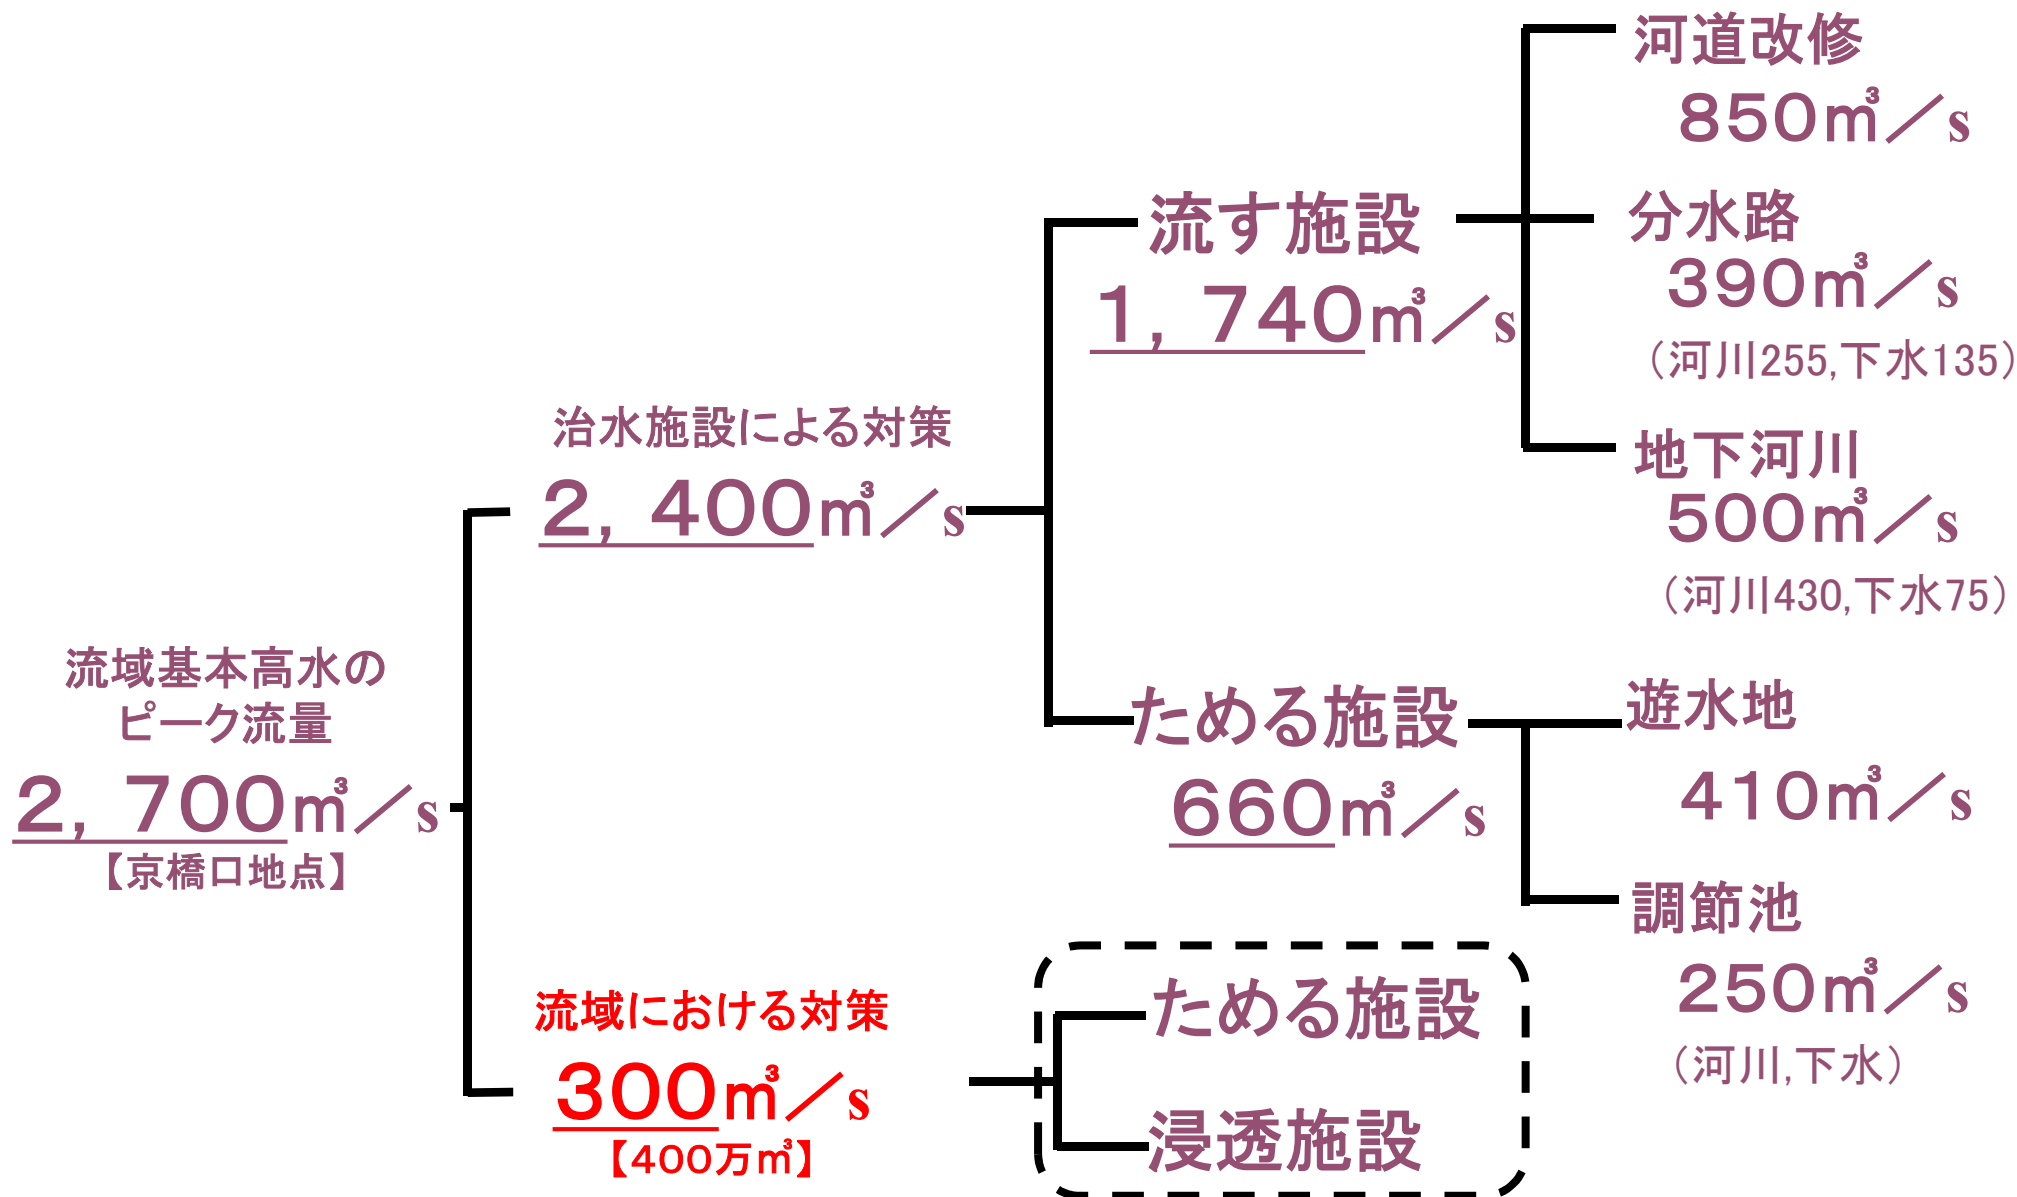 流域基本高水の
ピーク流量
2，700㎥／s
【京橋口地点】
治水施設による対策
2，400㎥／s
流す施設
1，740㎥／s
河道改修
850㎥／s
分水路
390㎥／s
（河川255,下水135）
地下河川
500㎥／s
（河川430,下水75）
ためる施設
660㎥／s
遊水地
410㎥／s
調節池
250㎥／s
（河川,下水）
流域における対策
300㎥／s
【400万㎥】
ためる施設
浸透施設